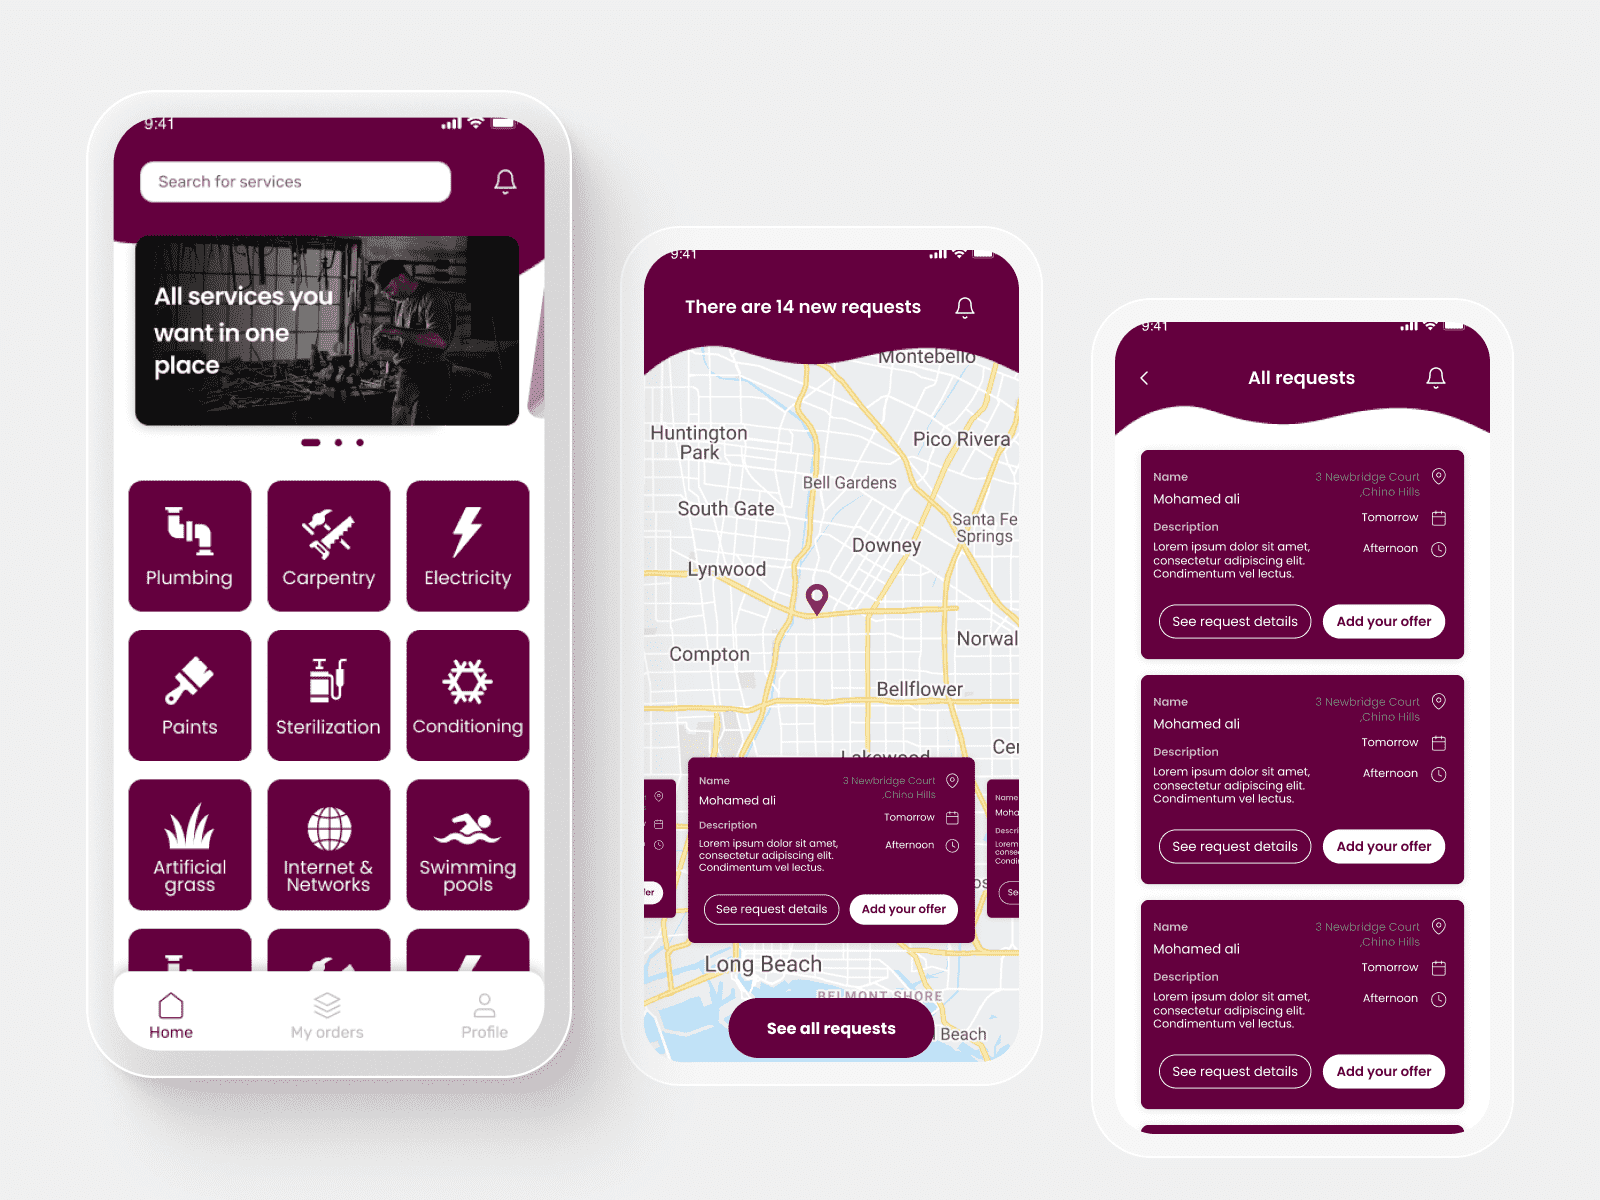 9:41
Search for services
All services you
want in one
place
Plumbing
Carpentry
Electricity
Paints
Sterilization
Conditioning
Artificial
grass
Internet &
Networks
Swimming
pools
Home
My orders
Profile
9:41
There are 14 new requests
Montebello
Huntington
Park
Pico Rivera
Bell Gardens
South Gate
Santa Fe
Springs
Downey
Lynwood
Norwal
Compton
Bellflower
Lakewood
Cer
Name
Mohamed ali
3 Newbridge Court
,Chino Hills
Tomorrow
Description
Afternoon
Lorem ipsum dolor sit amet,
consectetur adipiscing elit.
Condimentum vel lectus.
See request details
Add your offer
fer
Name
Moha
Descri
Lorem
conse
Condi
Se
os
Long Beach
BELMONT SHORE
See all requests
l Beach
9:41
All requests
Name
Mohamed ali
3 Newbridge Court
,Chino Hills
Tomorrow
Description
Afternoon
Lorem ipsum dolor sit amet,
consectetur adipiscing elit.
Condimentum vel lectus.
See request details
Add your offer
Name
Mohamed ali
3 Newbridge Court
,Chino Hills
Tomorrow
Description
Afternoon
Lorem ipsum dolor sit amet,
consectetur adipiscing elit.
Condimentum vel lectus.
See request details
Add your offer
Name
Mohamed ali
3 Newbridge Court
,Chino Hills
Tomorrow
Description
Afternoon
Lorem ipsum dolor sit amet,
consectetur adipiscing elit.
Condimentum vel lectus.
See request details
Add your offer